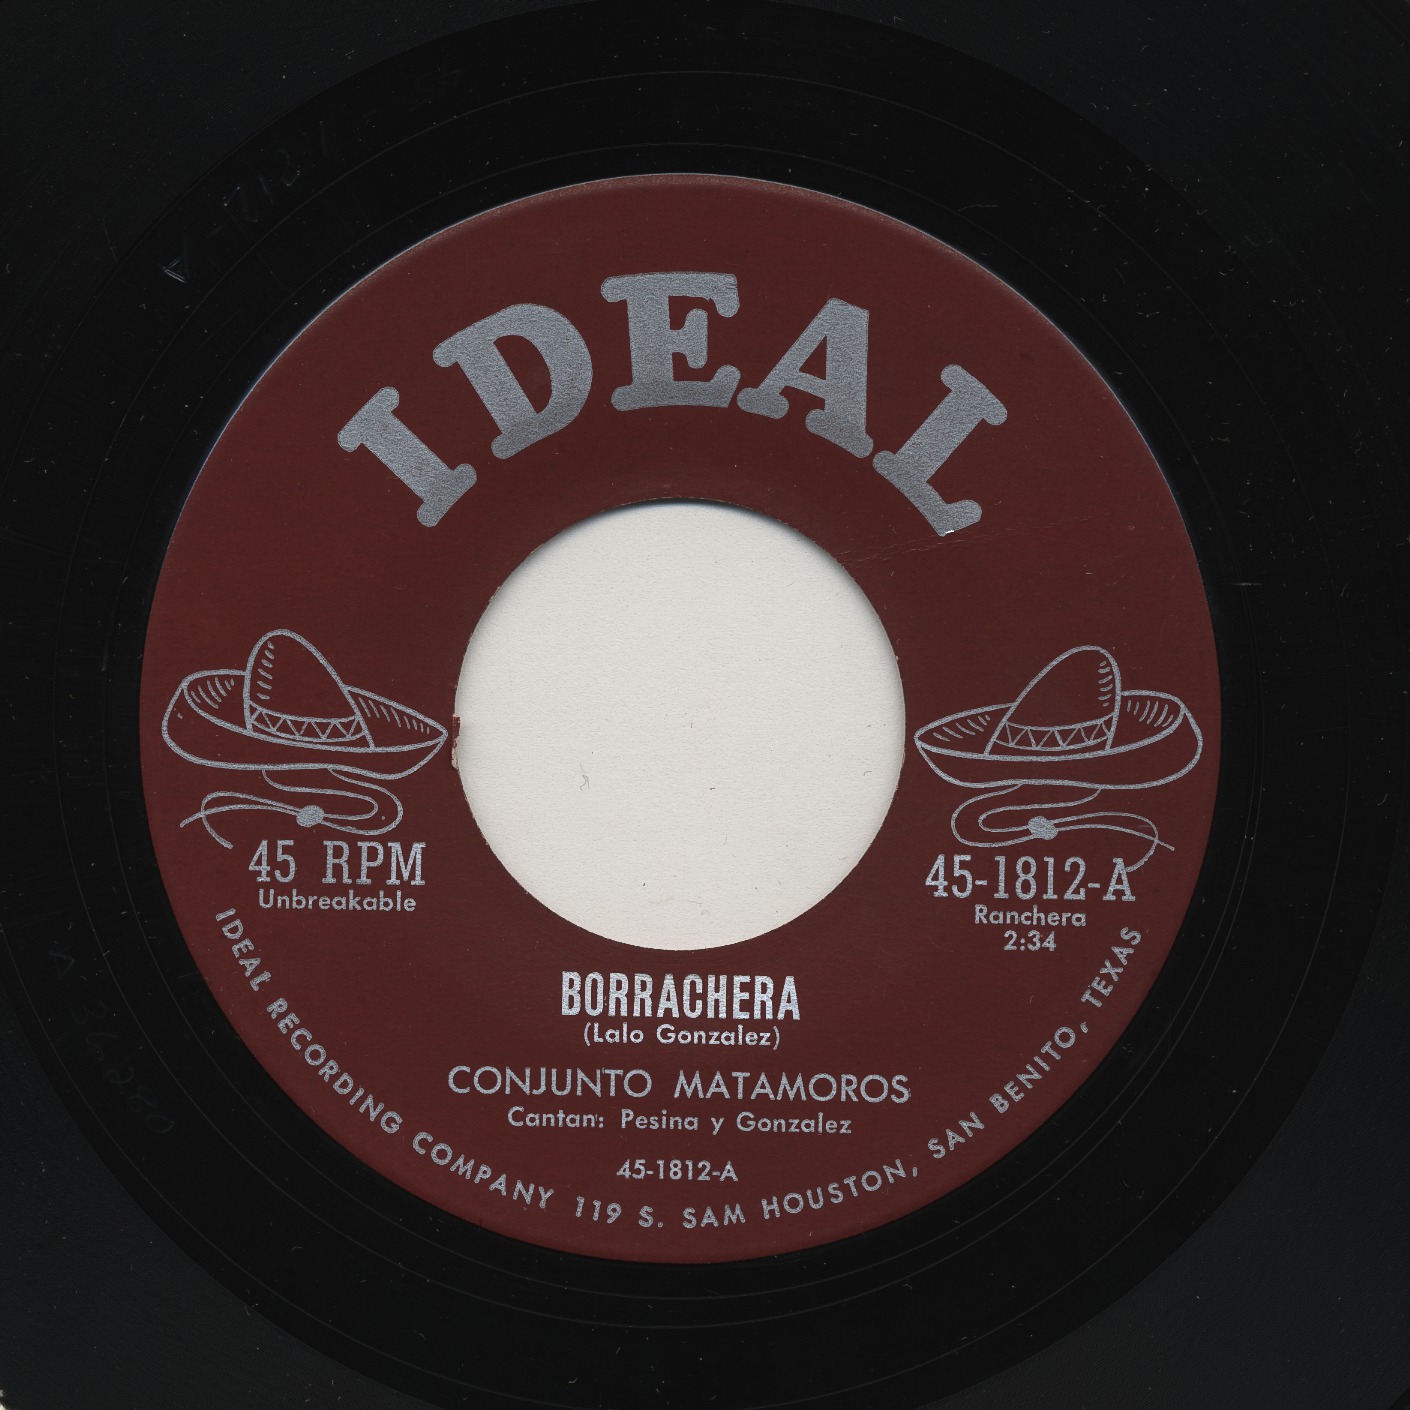 IDEAL
45 RPM
Unbreakable
45-1812-A
Ranchera
2:34
BORRACHERA
(Lalo Gonzalez)
CONJUNTO MATAMOROS
Cantan: Pesina y Gonzalez
45-1812-A
IDEAL RECORDING COMPANY 119 S. SAM HOUSTON, SAN BENITO, TEXAS